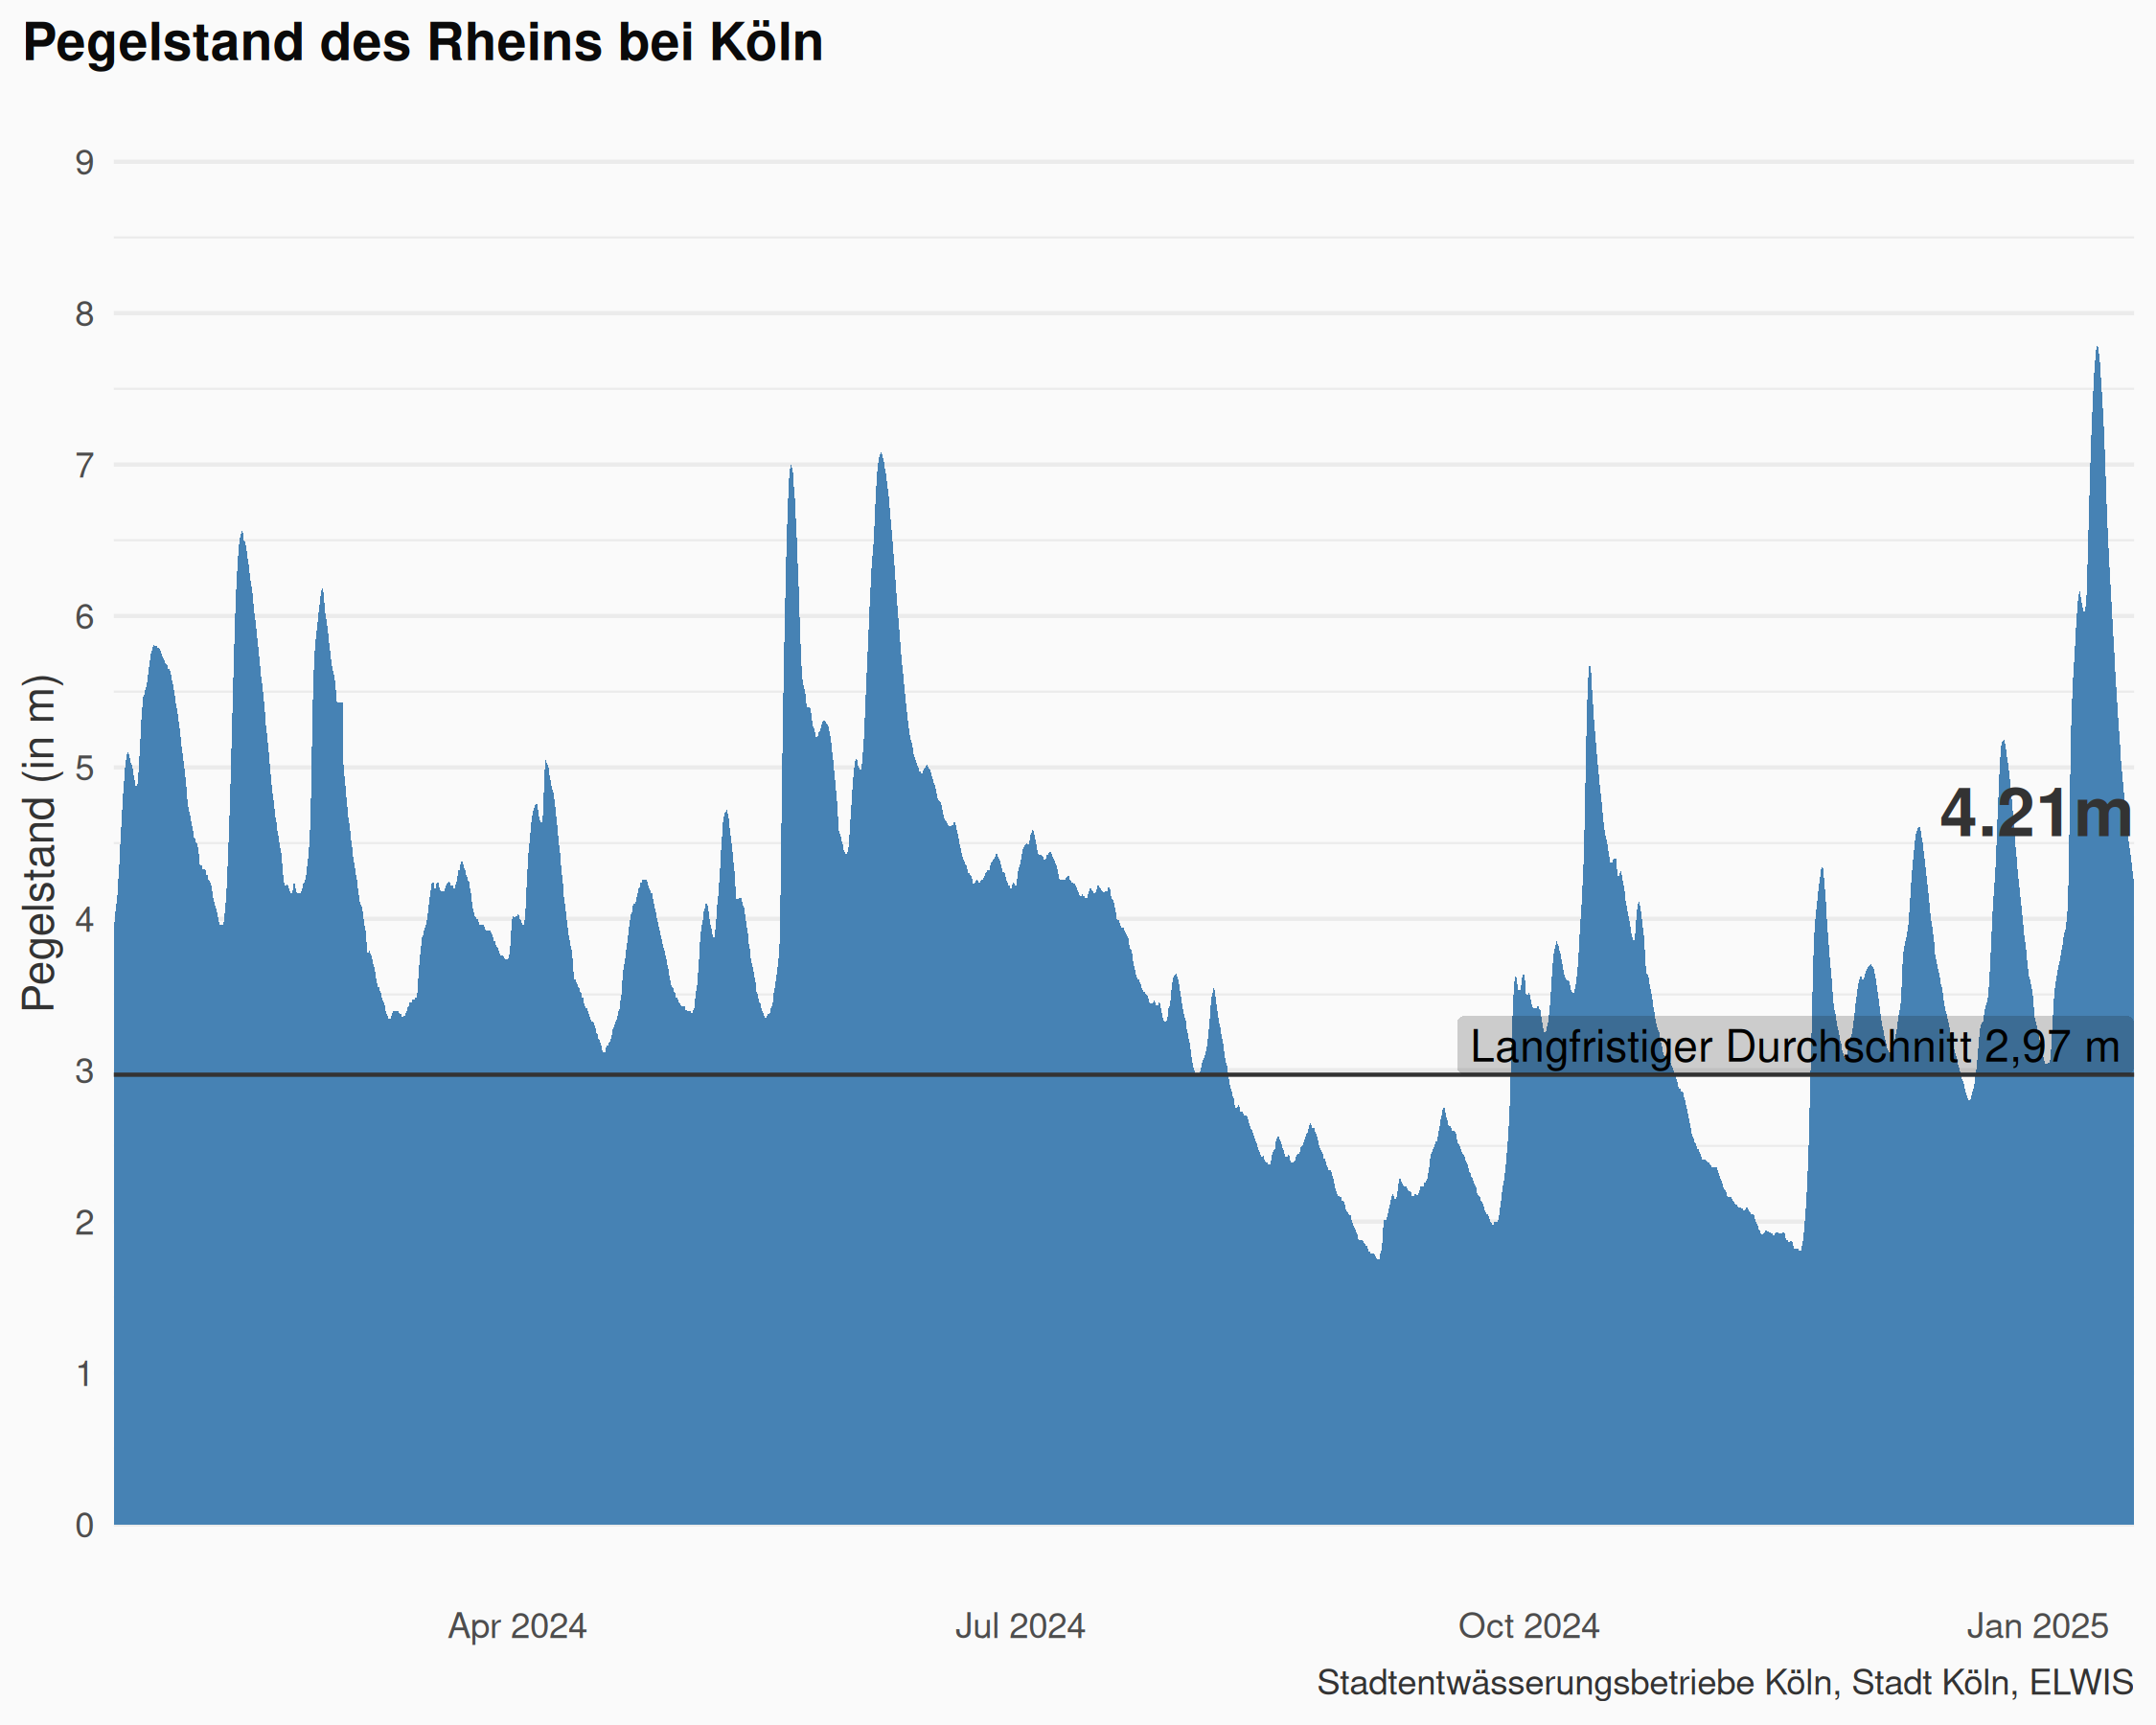 Pegelstand des Rheins bei Köln
Pegelstand (in m)
9
8
7
6
5
4
3
2
1
0
4.21m
Langfristiger Durchschnitt 2,97 m
Apr 2024
Jul 2024
Oct 2024
Jan 2025
Stadtentwässerungsbetriebe Köln, Stadt Köln, ELWIS